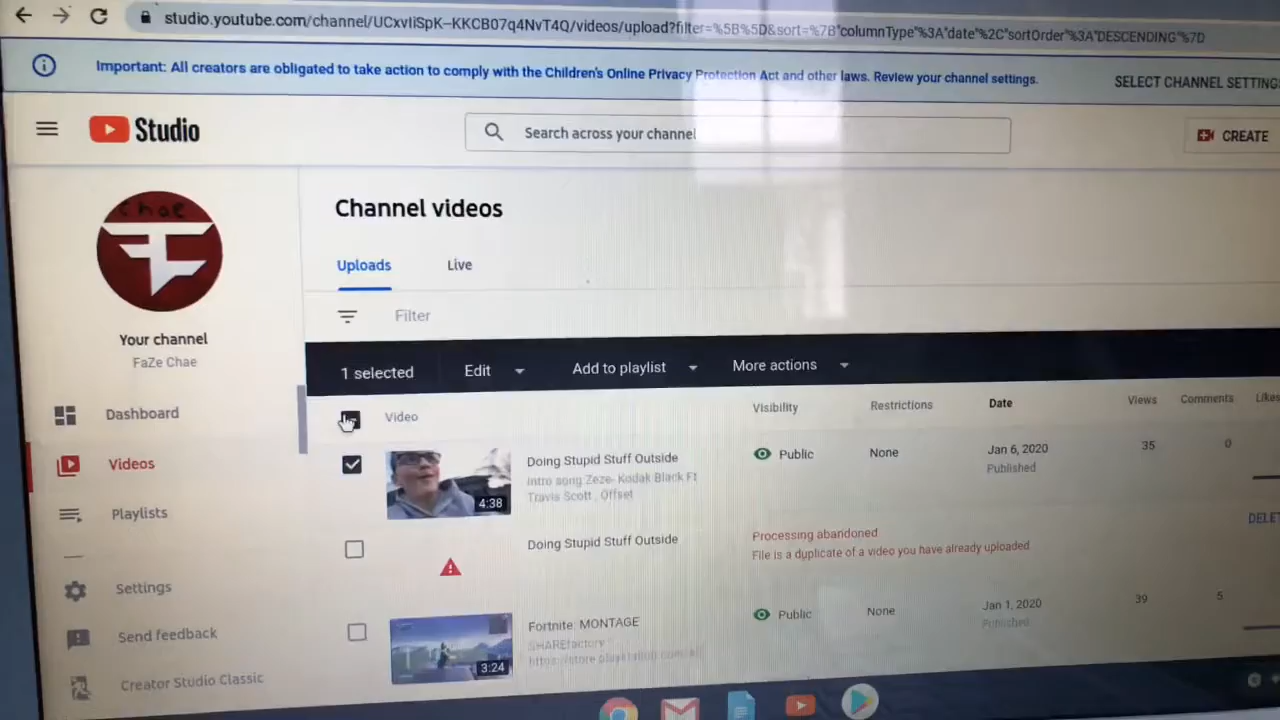 studio.youtube.com/channel/UCxvIiSpK-KKCB07q4NvT4Q/videos/upload?filter=%5B%5D&sort=%7B"columnType"%3A"date"%2C"sortOrder"%3A"DESCENDING"%7D
Important: All creators are obligated to take action to comply with the Children's Online Privacy Protection Act and other laws. Review your channel settings.
SELECT CHANNEL SETTING
Studio
Search across your channel
CREATE
Chae
Your channel
FaZe Chae
Dashboard
Videos
Playlists
Settings
Send feedback
Creator Studio Classic
Channel videos
Uploads Live
Filter
1 selected Edit Add to playlist More actions
Video Visibility Restrictions Date Views Comments Likes
Doing Stupid Stuff Outside Public None Jan 6, 2020 35 0
Intro song Zeze- Kodak Black Ft
Travis Scott , Offset
Published
4:38
Doing Stupid Stuff Outside
Processing abandoned
File is a duplicate of a video you have already uploaded
DELET
Fortnite: MONTAGE Public None Jan 1, 2020 39 5
SHAREfactory
Published
3:24